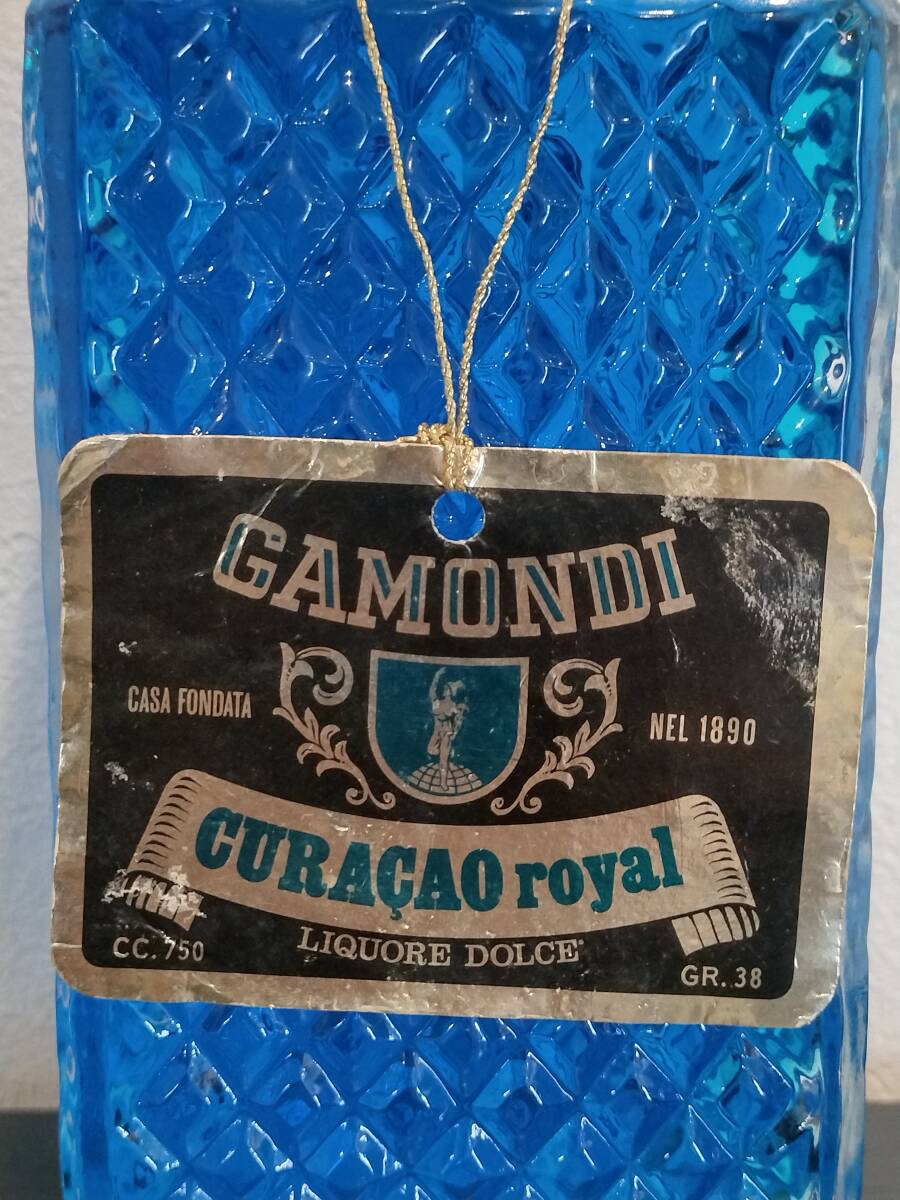 GAMONDI
CASA FONDATA
NEL 1890
CURAÇAO royal
LIQUORE DOLCE
CC. 750
GR. 38